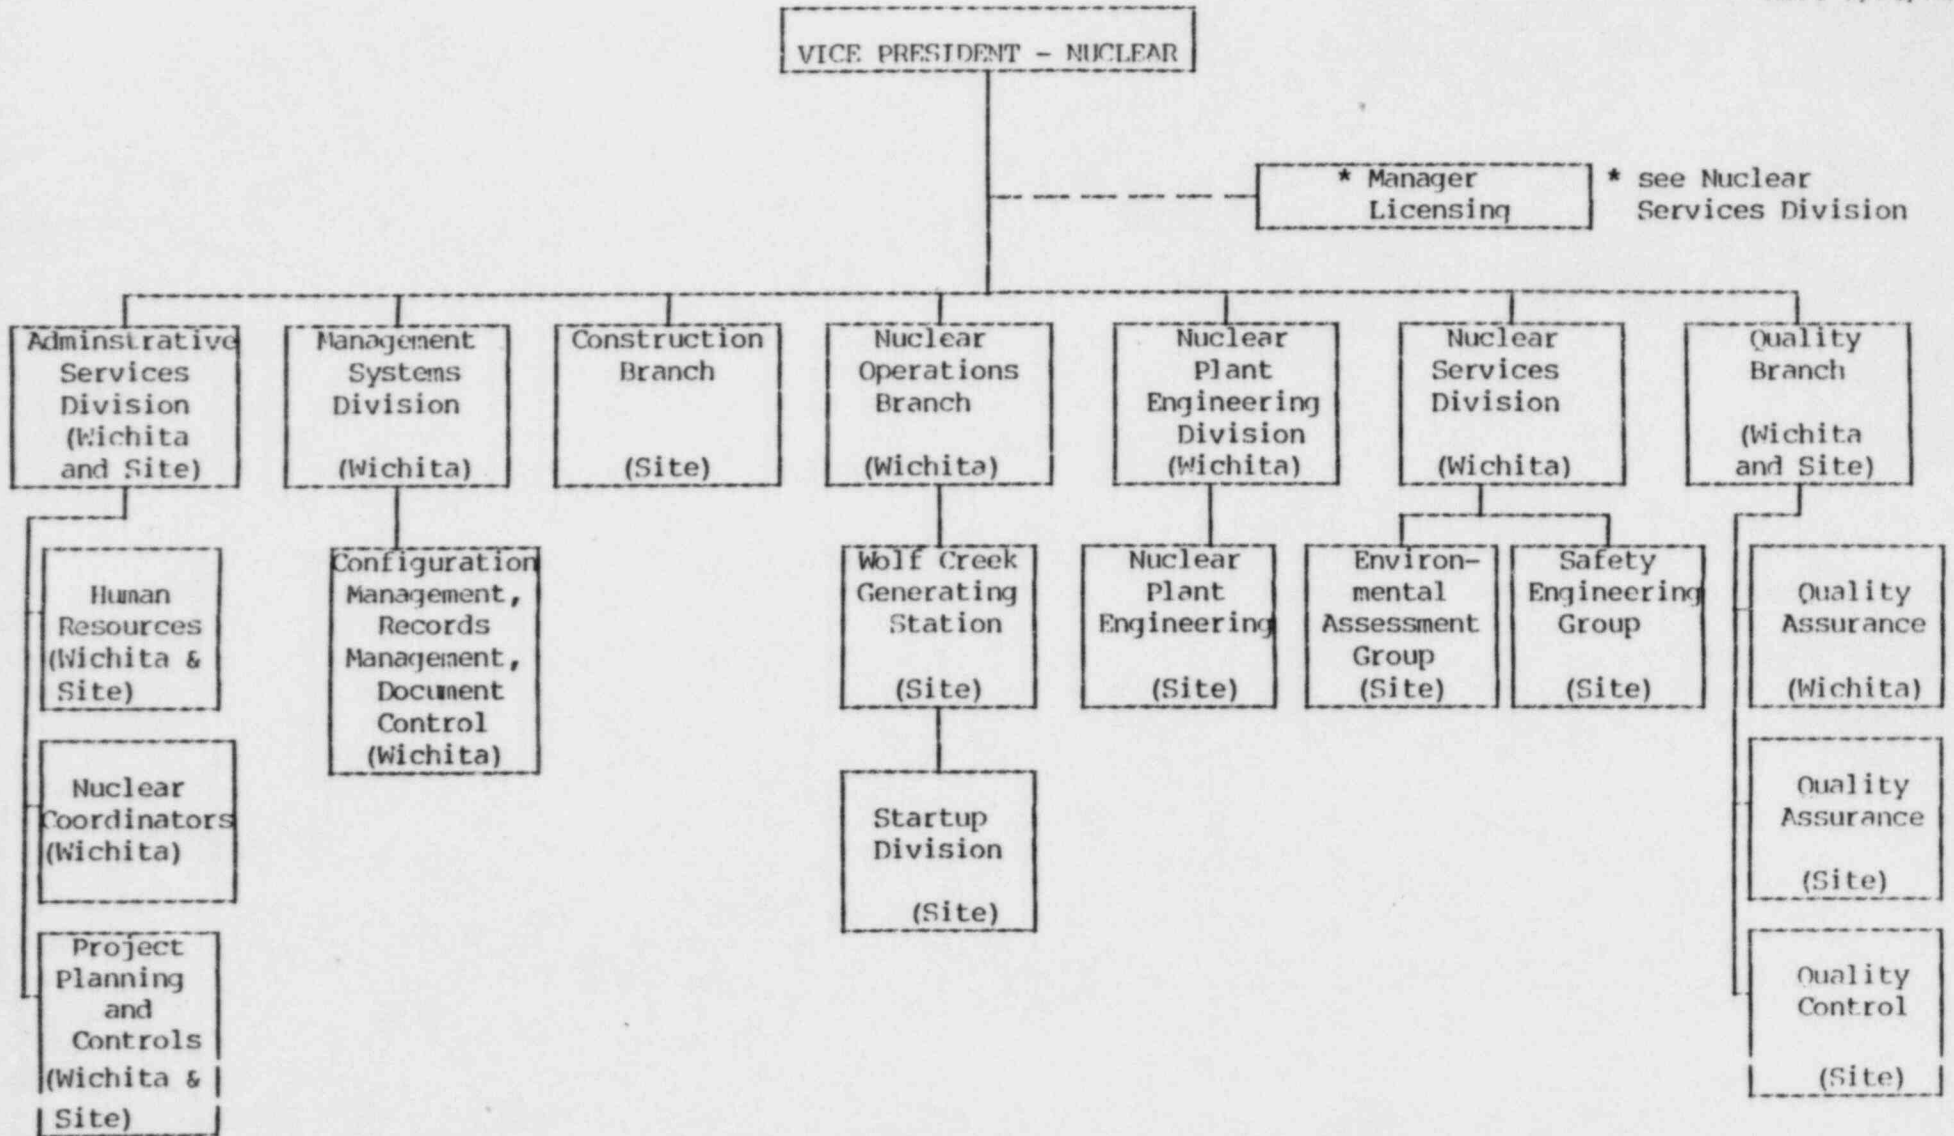 VICE PRESIDENT - NUCLEAR
* Manager
Licensing
* see Nuclear
Services Division
Adminstrative
Services
Division
(Wichita
and Site)
Management
Systems
Division
(Wichita)
Construction
Branch
(Site)
Nuclear
Operations
Branch
(Wichita)
Nuclear
Plant
Engineering
Division
(Wichita)
Nuclear
Services
Division
(Wichita)
Quality
Branch
(Wichita
and Site)
Human
Resources
(Wichita &
Site)
Configuration
Management,
Records
Management,
Document
Control
(Wichita)
Wolf Creek
Generating
Station
(Site)
Nuclear
Plant
Engineering
(Site)
Environ-
mental
Assessment
Group
(Site)
Safety
Engineering
Group
(Site)
Quality
Assurance
(Wichita)
Nuclear
Coordinators
(Wichita)
Startup
Division
(Site)
Quality
Assurance
(Site)
Project
Planning
and
Controls
(Wichita &
Site)
Quality
Control
(Site)